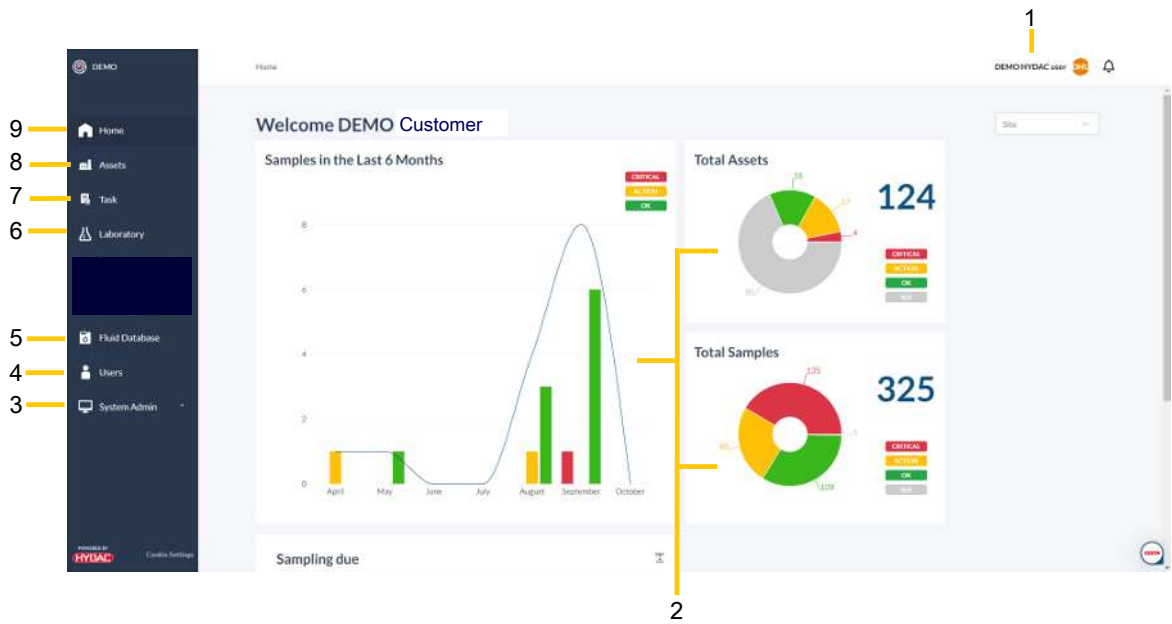 1
DEMO
Home
DEMO HYDAC user
DHU
9
Home
Welcome DEMO Customer
Site
8
Assets
Samples in the Last 6 Months
CRITICAL
ACTION
OK
Total Assets
18
17
4
124
7
Task
6
Laboratory
8
6
4
2
0
April
May
June
July
August
September
October
CRITICAL
ACTION
OK
N/A
5
Fluid Database
4
Users
3
System Admin
Total Samples
135
1
109
325
CRITICAL
ACTION
OK
N/A
POWERED BY
HYDAC
Cookie Settings
Sampling due
2